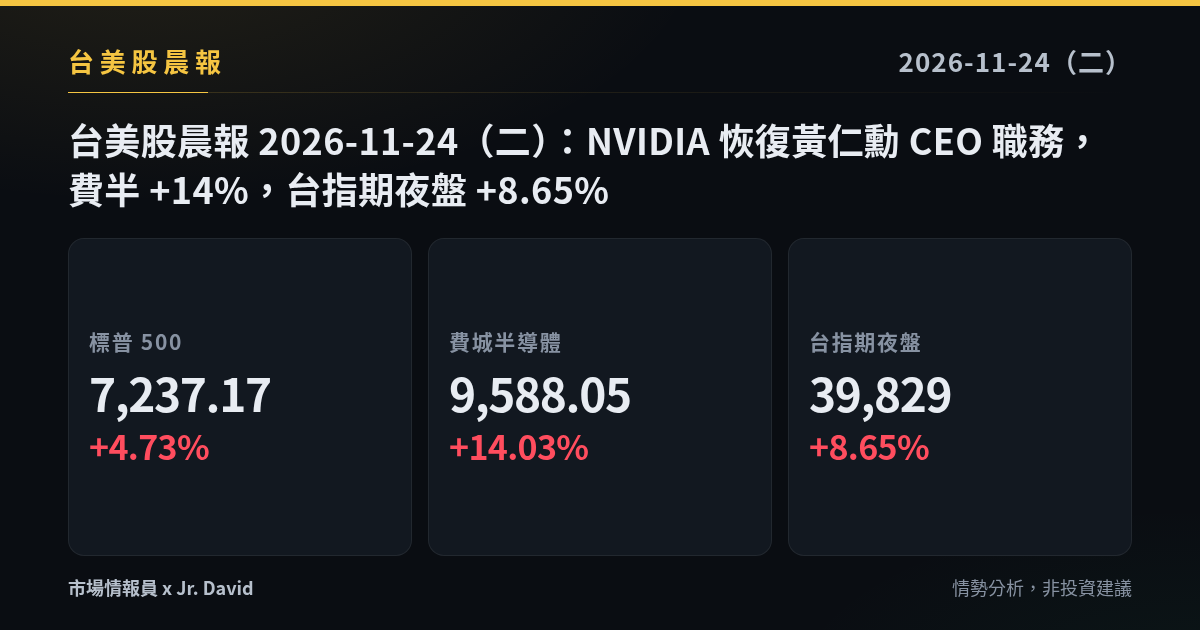 台美股晨報
2026-11-24（二）
台美股晨報 2026-11-24（二）：NVIDIA 恢復黃仁勳 CEO 職務，
費半 +14%，台指期夜盤 +8.65%
標普 500
7,237.17
+4.73%
費城半導體
9,588.05
+14.03%
台指期夜盤
39,829
+8.65%
市場情報員 x Jr. David
情勢分析，非投資建議